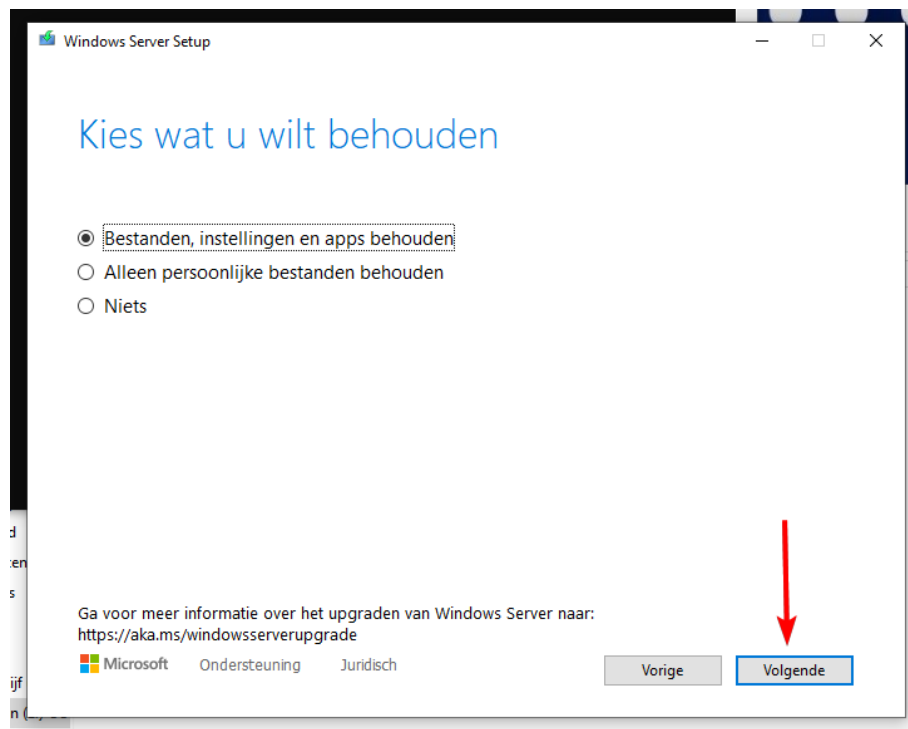 Windows Server Setup
Kies wat u wilt behouden
Bestanden, instellingen en apps behouden
Alleen persoonlijke bestanden behouden
Niets
Ga voor meer informatie over het upgraden van Windows Server naar:
https://aka.ms/windowsserverupgrade
Microsoft Ondersteuning Juridisch
Vorige Volgende